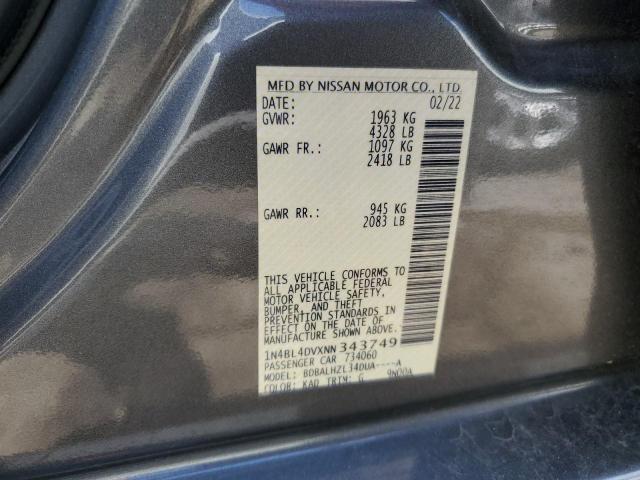 MFD BY NISSAN MOTOR CO., LTD.
DATE: 02/22
GVWR: 1963 KG
4328 LB
GAWR FR.: 1097 KG
2418 LB
GAWR RR.: 945 KG
2083 LB
THIS VEHICLE CONFORMS TO
ALL APPLICABLE FEDERAL
MOTOR VEHICLE SAFETY,
BUMPER, AND THEFT
PREVENTION STANDARDS IN
EFFECT ON THE DATE OF
MANUFACTURE SHOWN ABOVE.
1N4BL4DVXNN343749
PASSENGER CAR 734060
MODEL: BDBALHZL34DUA----A
COLOR: KAD TRIM: G